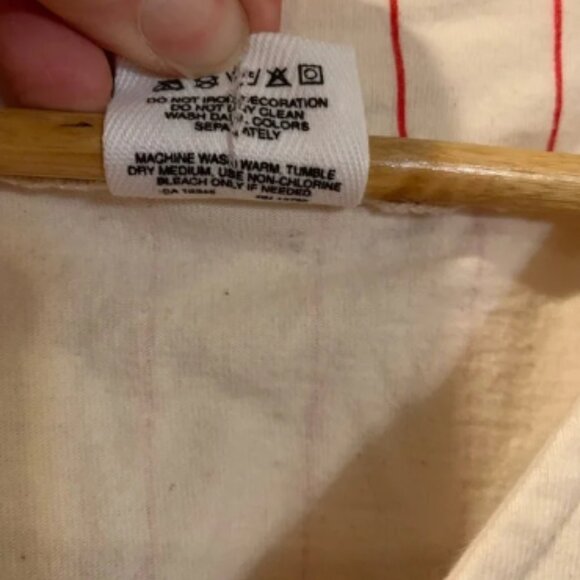 DO NOT IRON DECORATION
DO NOT DRY CLEAN
WASH DARK COLORS
SEPARATELY
MACHINE WASH WARM, TUMBLE
DRY MEDIUM, USE NON-CHLORINE
BLEACH ONLY IF NEEDED